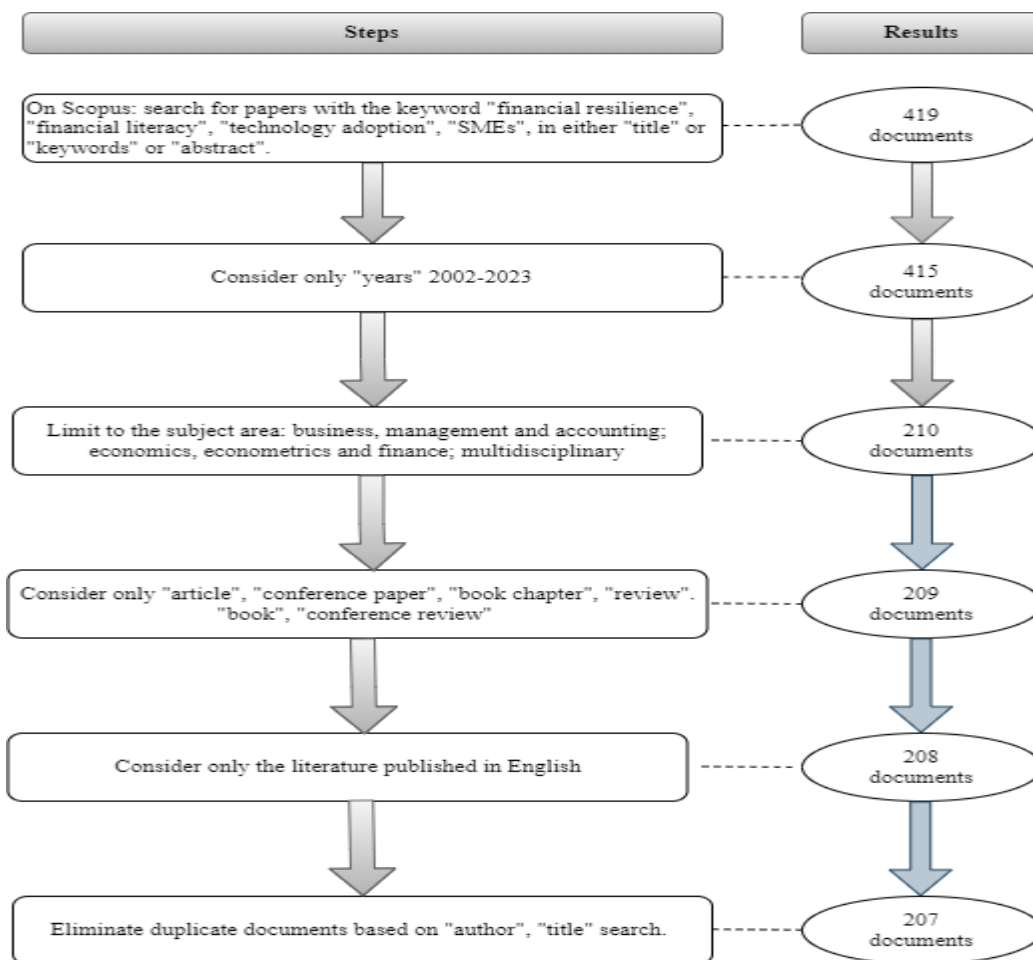 Steps
Results
On Scopus: search for papers with the keyword "financial resilience",
"financial literacy", "technology adoption", "SMEs", in either "title" or
"keywords" or "abstract".
419
documents
Consider only "years" 2002-2023
415
documents
Limit to the subject area: business, management and accounting;
economics, econometrics and finance; multidisciplinary
210
documents
Consider only "article", "conference paper", "book chapter", "review".
"book", "conference review"
209
documents
Consider only the literature published in English
208
documents
Eliminate duplicate documents based on "author", "title" search.
207
documents